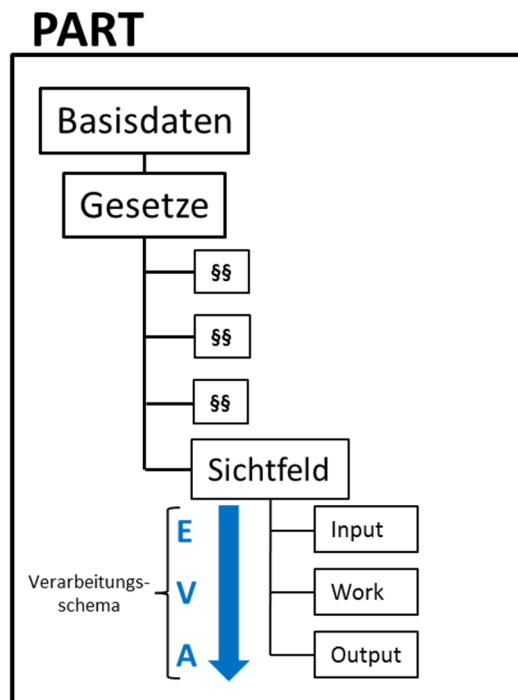 PART
Basisdaten
Gesetze
§§
§§
§§
Sichtfeld
E
Input
Verarbeitungs-
schema
V
Work
A
Output